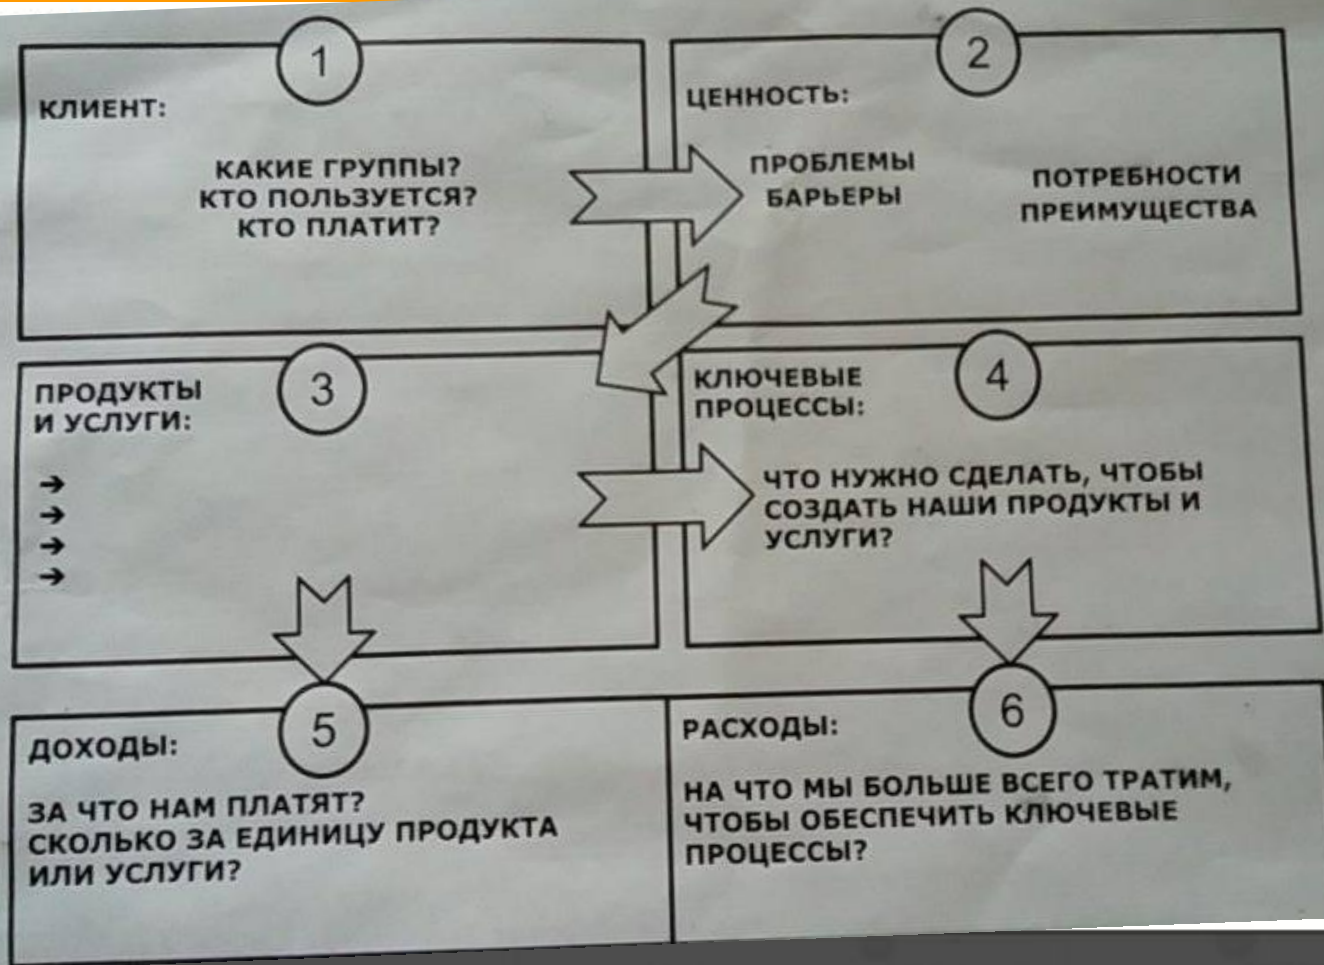 1
КЛИЕНТ:
КАКИЕ ГРУППЫ?
КТО ПОЛЬЗУЕТСЯ?
КТО ПЛАТИТ?
2
ЦЕННОСТЬ:
ПРОБЛЕМЫ
БАРЬЕРЫ
ПОТРЕБНОСТИ
ПРЕИМУЩЕСТВА
3
ПРОДУКТЫ
И УСЛУГИ:
➔
➔
➔
➔
4
КЛЮЧЕВЫЕ
ПРОЦЕССЫ:
ЧТО НУЖНО СДЕЛАТЬ, ЧТОБЫ
СОЗДАТЬ НАШИ ПРОДУКТЫ И
УСЛУГИ?
5
ДОХОДЫ:
ЗА ЧТО НАМ ПЛАТЯТ?
СКОЛЬКО ЗА ЕДИНИЦУ ПРОДУКТА
ИЛИ УСЛУГИ?
6
РАСХОДЫ:
НА ЧТО МЫ БОЛЬШЕ ВСЕГО ТРАТИМ,
ЧТОБЫ ОБЕСПЕЧИТЬ КЛЮЧЕВЫЕ
ПРОЦЕССЫ?